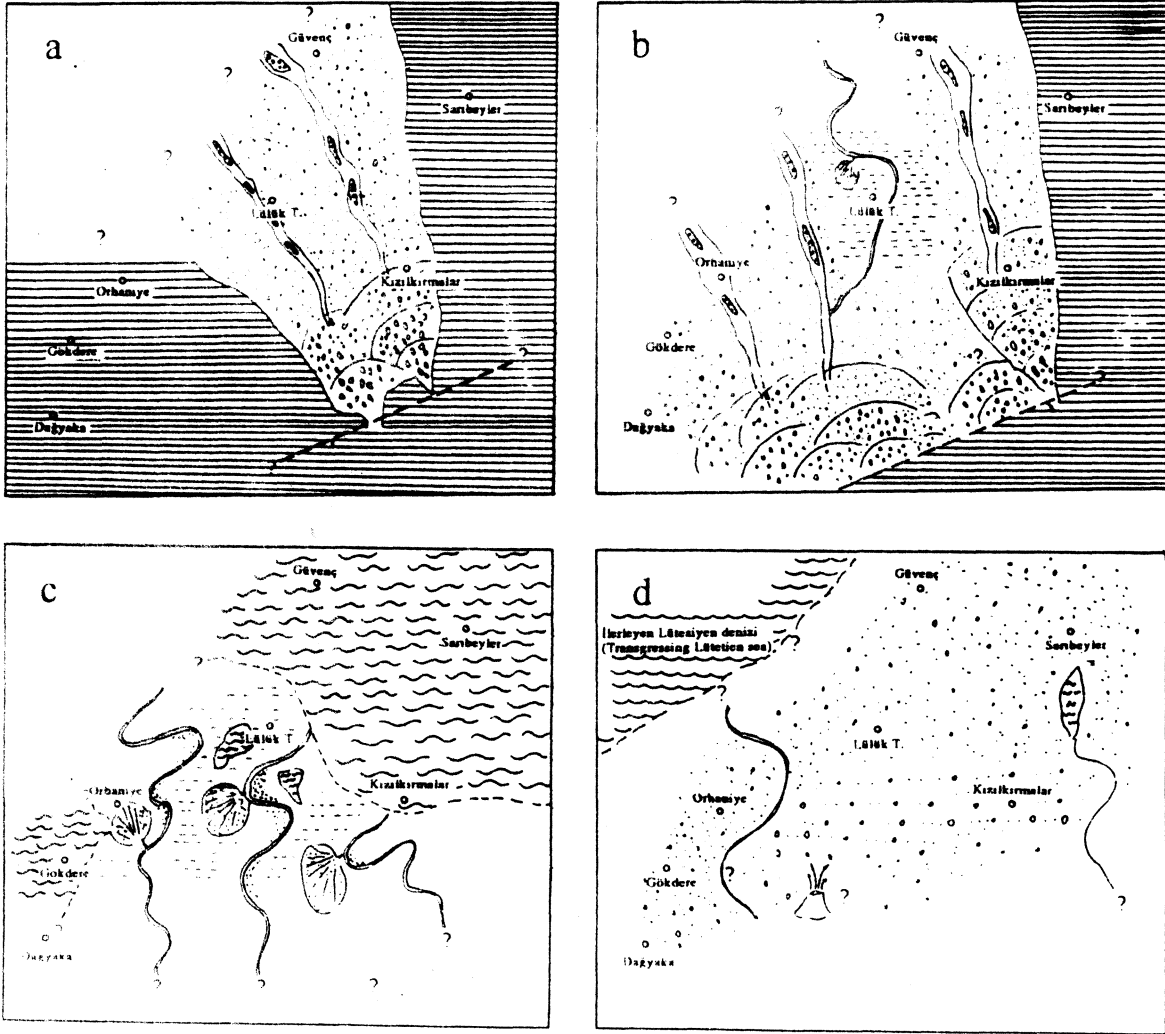 a
?
Güvenç
?
Sarıbeyler
?
Lülük T.
?
Orhaniye
Kızılkırmalar
Gökdere
?
Dağyaka
?
b
?
Güvenç
Sarıbeyler
?
Lülük T.
Orhaniye
Kızılkırmalar
Gökdere
?
?
Dağyaka
c
Güvenç
Sarıbeyler
?
Lülük T.
Orhaniye
Kızılkırmalar
Gökdere
Dağyaka
?
?
?
?
d
Güvenç
İlerleyen Lütesiyen denizi
(Transgressing Lütetien sea)
?
Sarıbeyler
?
Lülük T.
Orhaniye
Kızılkırmalar
Gökdere
?
?
?
Dağyaka